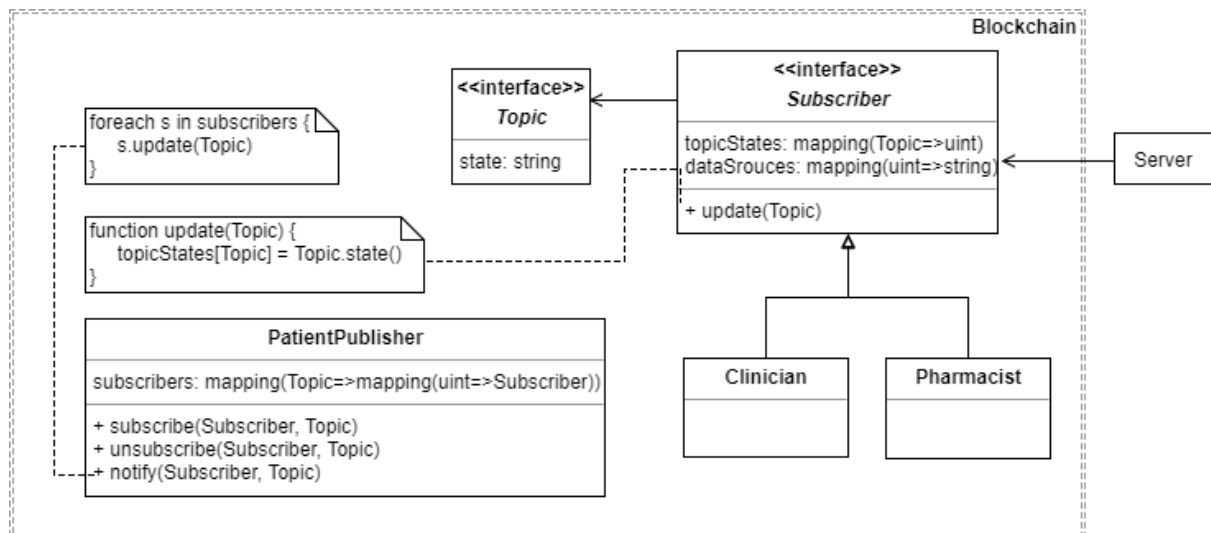 Blockchain
<<interface>>
Topic
state: string
<<interface>>
Subscriber
topicStates: mapping(Topic=>uint)
dataSrouces: mapping(uint=>string)
+ update(Topic)
Server
foreach s in subscribers {
s.update(Topic)
}
function update(Topic) {
topicStates[Topic] = Topic.state()
}
PatientPublisher
subscribers: mapping(Topic=>mapping(uint=>Subscriber))
+ subscribe(Subscriber, Topic)
+ unsubscribe(Subscriber, Topic)
+ notify(Subscriber, Topic)
Clinician
Pharmacist